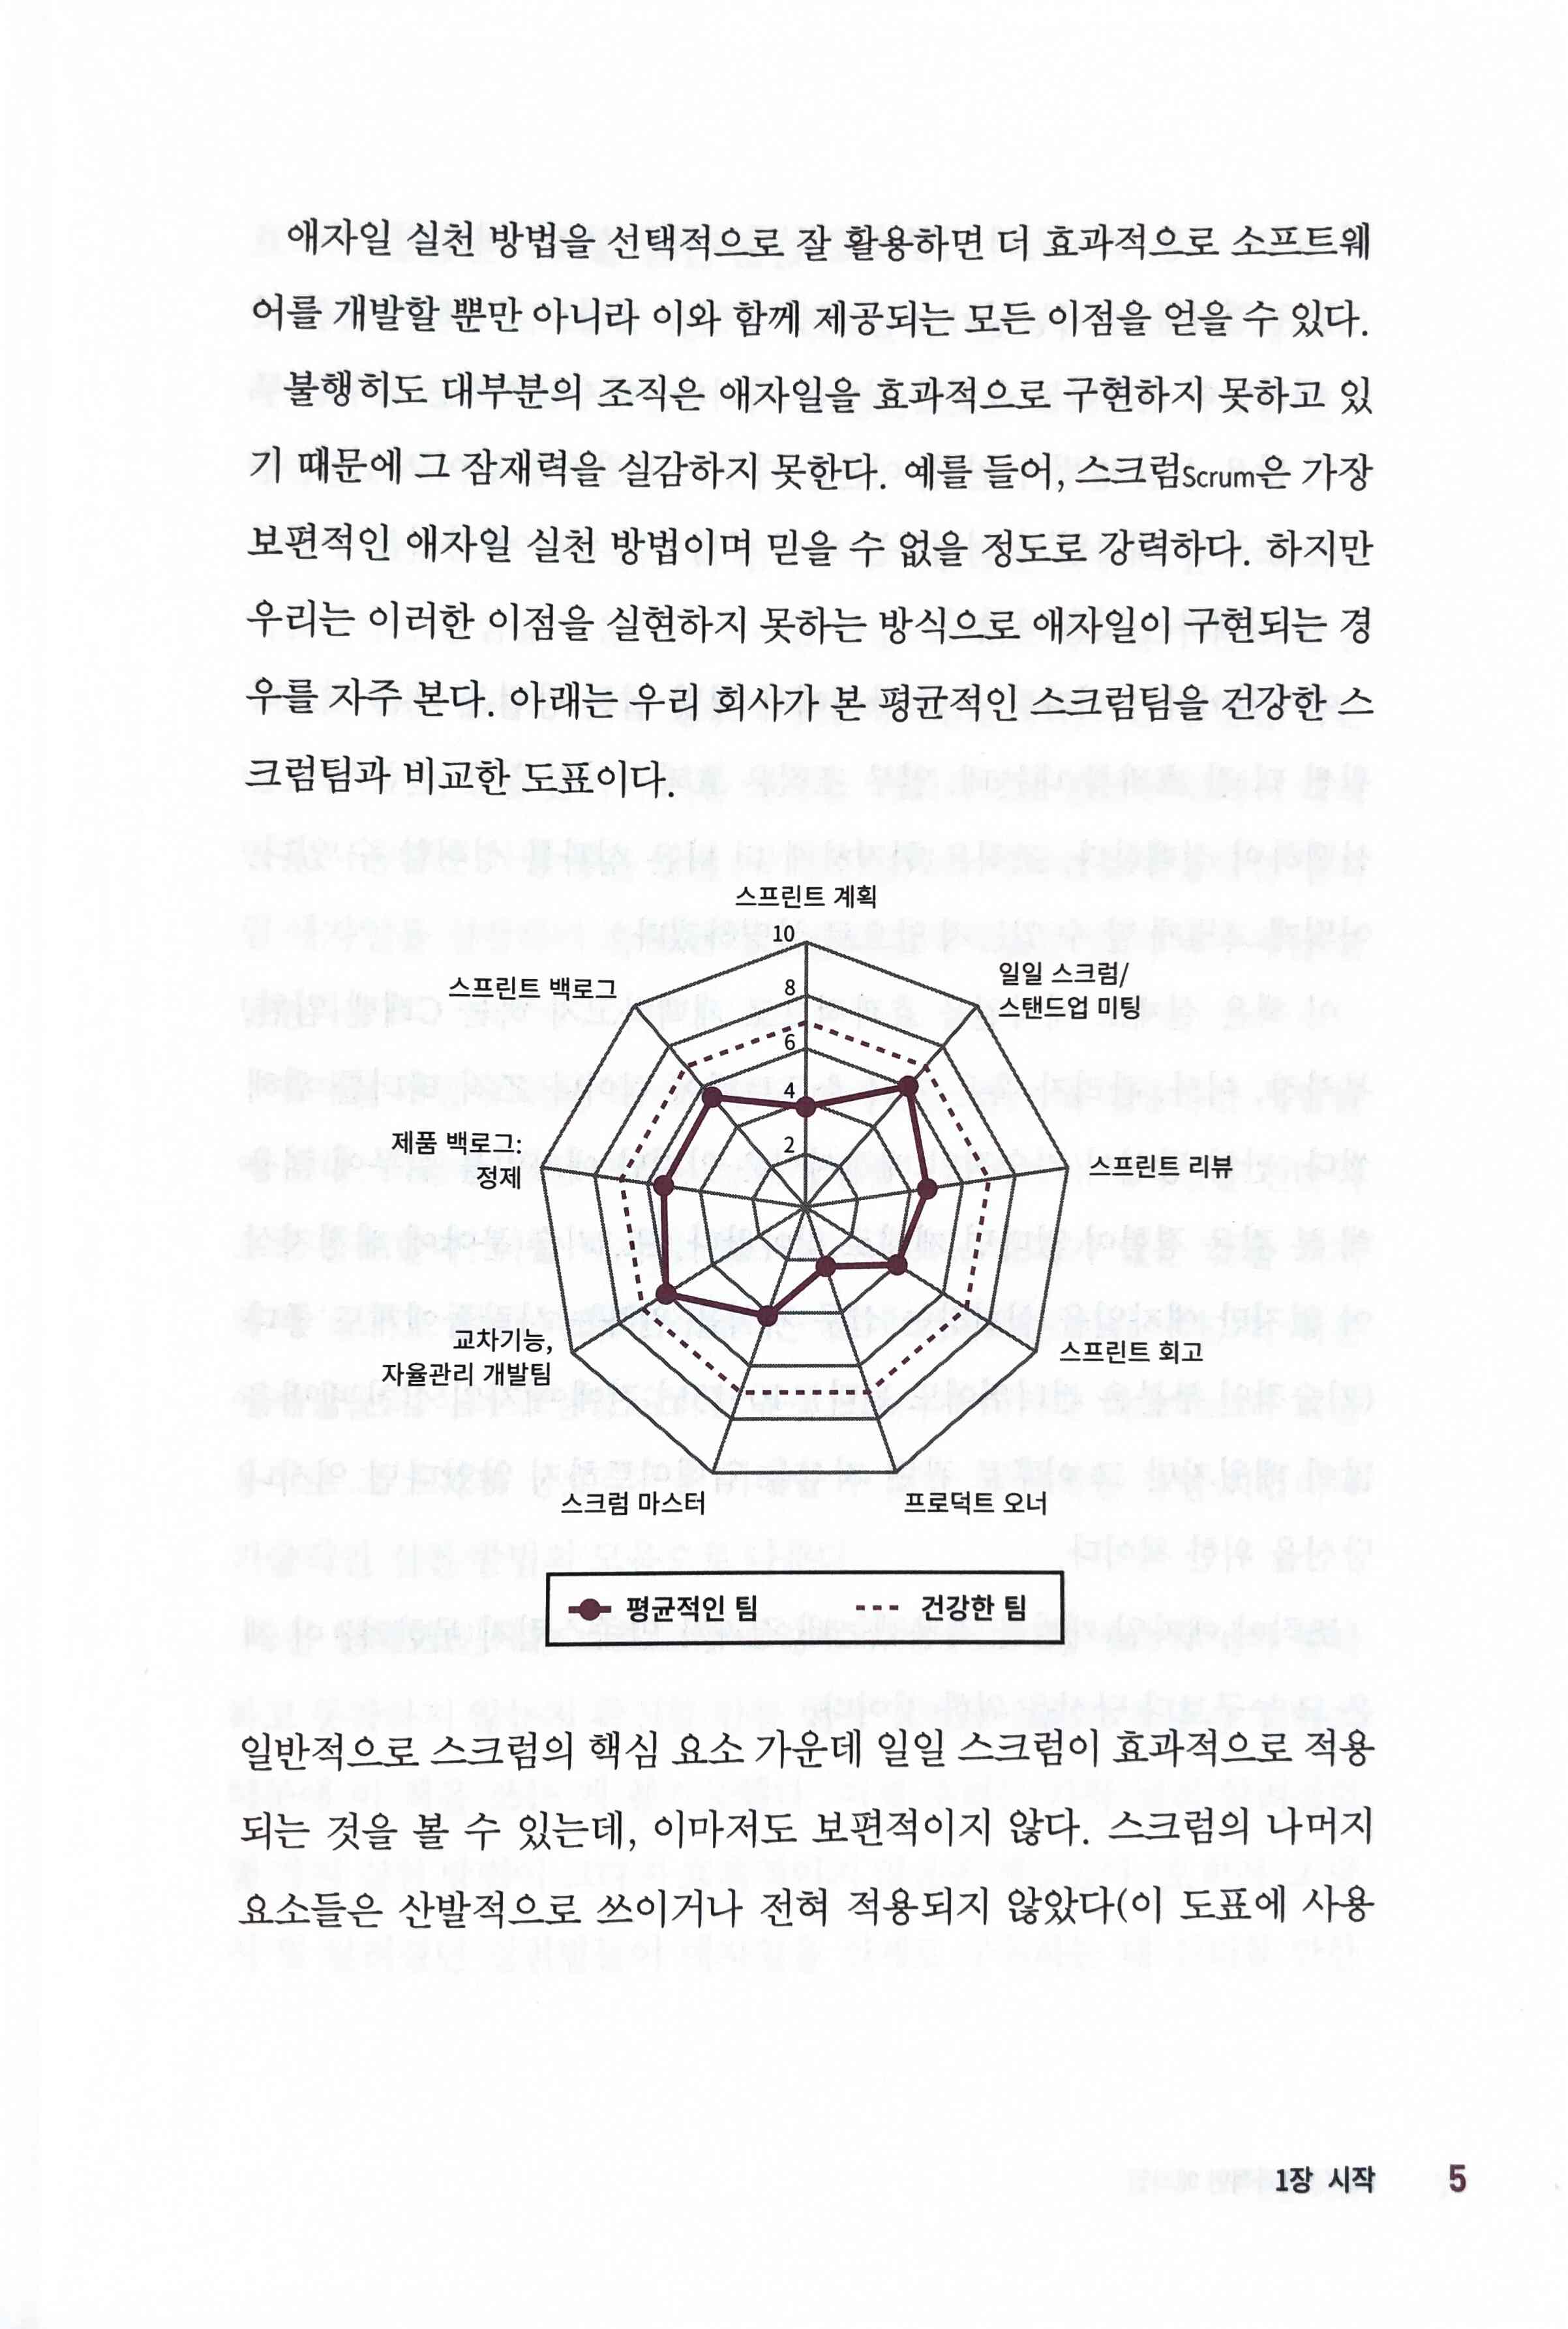 애자일 실천 방법을 선택적으로 잘 활용하면 더 효과적으로 소프트웨
어를 개발할 뿐만 아니라 이와 함께 제공되는 모든 이점을 얻을 수 있다.
불행히도 대부분의 조직은 애자일을 효과적으로 구현하지 못하고 있
기 때문에 그 잠재력을 실감하지 못한다. 예를 들어, 스크럼Scrum은 가장
보편적인 애자일 실천 방법이며 믿을 수 없을 정도로 강력하다. 하지만
우리는 이러한 이점을 실현하지 못하는 방식으로 애자일이 구현되는 경
우를 자주 본다. 아래는 우리 회사가 본 평균적인 스크럼팀을 건강한 스
크럼팀과 비교한 도표이다.
스프린트 계획
10
8
6
4
2
일일 스크럼/
스탠드업 미팅
스프린트 리뷰
스프린트 회고
프로덕트 오너
스크럼 마스터
교차기능,
자율관리 개발팀
제품 백로그:
정제
스프린트 백로그
평균적인 팀
건강한 팀
일반적으로 스크럼의 핵심 요소 가운데 일일 스크럼이 효과적으로 적용
되는 것을 볼 수 있는데, 이마저도 보편적이지 않다. 스크럼의 나머지
요소들은 산발적으로 쓰이거나 전혀 적용되지 않았다(이 도표에 사용
1장 시작 5